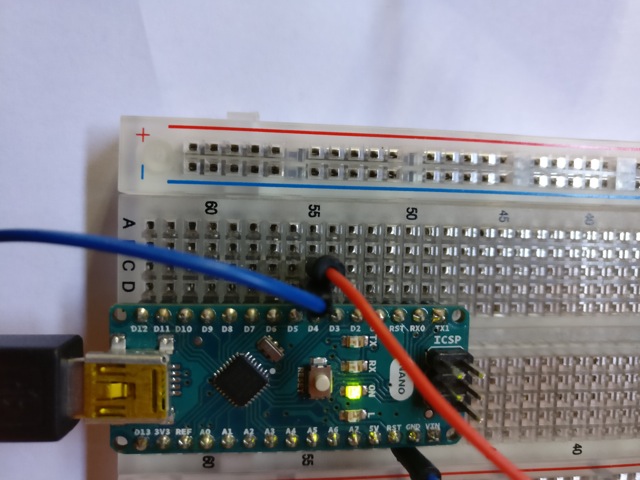 +
-
60 55 50 45 40
A
C
D
D12 D11 D10 D9 D8 D7 D6 D5 D4 D3 D2 RST RX0 TX1
ICSP
TX
RX
ON
L
NANO
D13 3V3 REF A0 A1 A2 A3 A4 A5 A6 A7 5V RST GND VIN
60 55 40